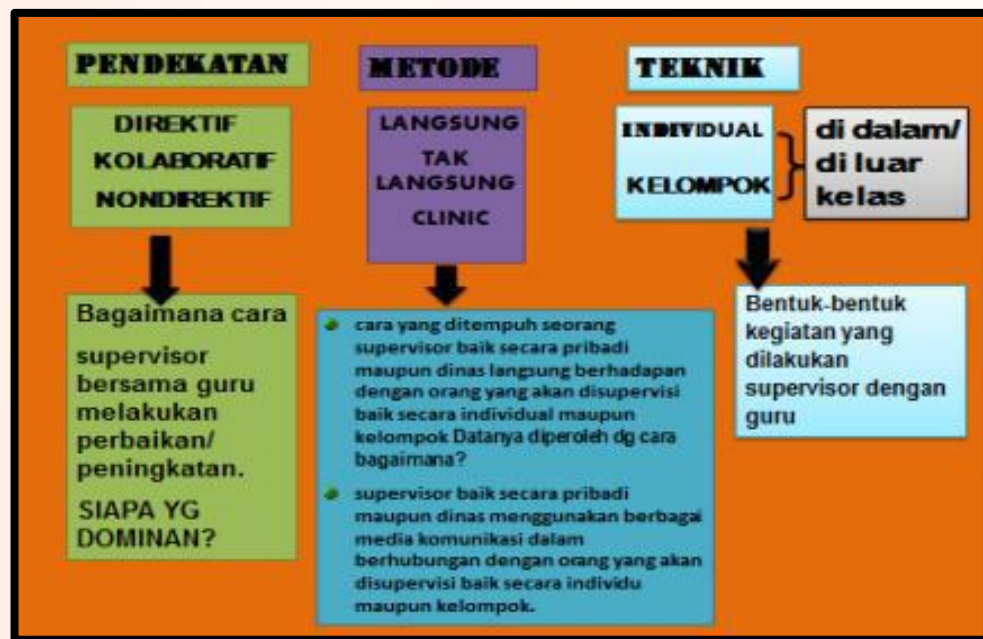 PENDEKATAN
DIREKTIF
KOLABORATIF
NONDIREKTIF
Bagaimana cara
supervisor
bersama guru
melakukan
perbaikan/
peningkatan.
SIAPA YG
DOMINAN?
METODE
LANGSUNG
TAK
LANGSUNG
CLINIC
cara yang ditempuh seorang
supervisor baik secara pribadi
maupun dinas langsung berhadapan
dengan orang yang akan disupervisi
baik secara individual maupun
kelompok Datanya diperoleh dg cara
bagaimana?
supervisor baik secara pribadi
maupun dinas menggunakan berbagai
media komunikasi dalam
berhubungan dengan orang yang akan
disupervisi baik secara individu
maupun kelompok.
TEKNIK
INDIVIDUAL
KELOMPOK
di dalam/
di luar
kelas
Bentuk-bentuk
kegiatan yang
dilakukan
supervisor dengan
guru